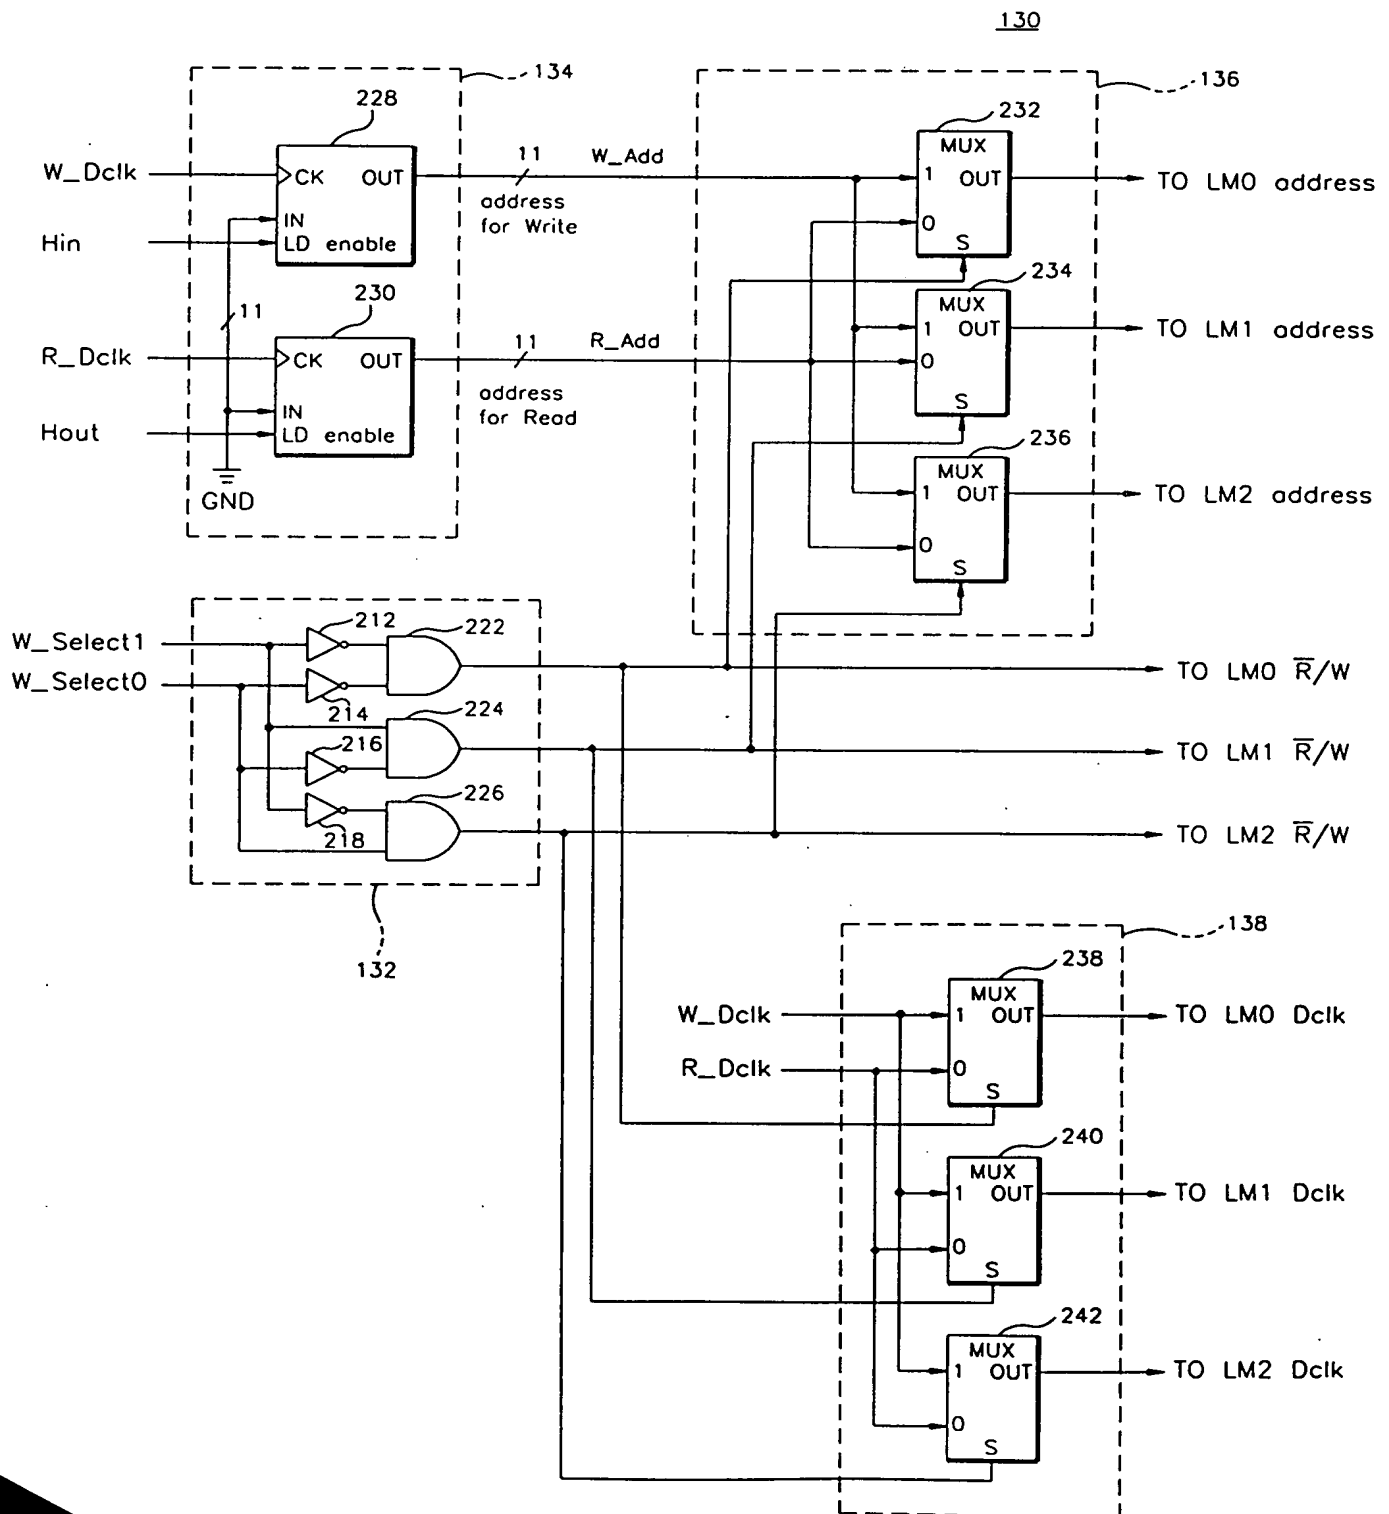 130
134
228
W_Dclk
CK OUT
IN
Hin
LD enable
11
W_Add
address
for Write
11
230
R_Dclk
CK OUT
IN
Hout
LD enable
GND
11
R_Add
address
for Read
136
232
MUX
1 OUT
0
S
TO LM0 address
234
MUX
1 OUT
0
S
TO LM1 address
236
MUX
1 OUT
0
S
TO LM2 address
W_Select1
W_Select0
212
214
216
218
222
224
226
132
TO LM0 R̅/W
TO LM1 R̅/W
TO LM2 R̅/W
138
W_Dclk
R_Dclk
238
MUX
1 OUT
0
S
TO LM0 Dclk
240
MUX
1 OUT
0
S
TO LM1 Dclk
242
MUX
1 OUT
0
S
TO LM2 Dclk